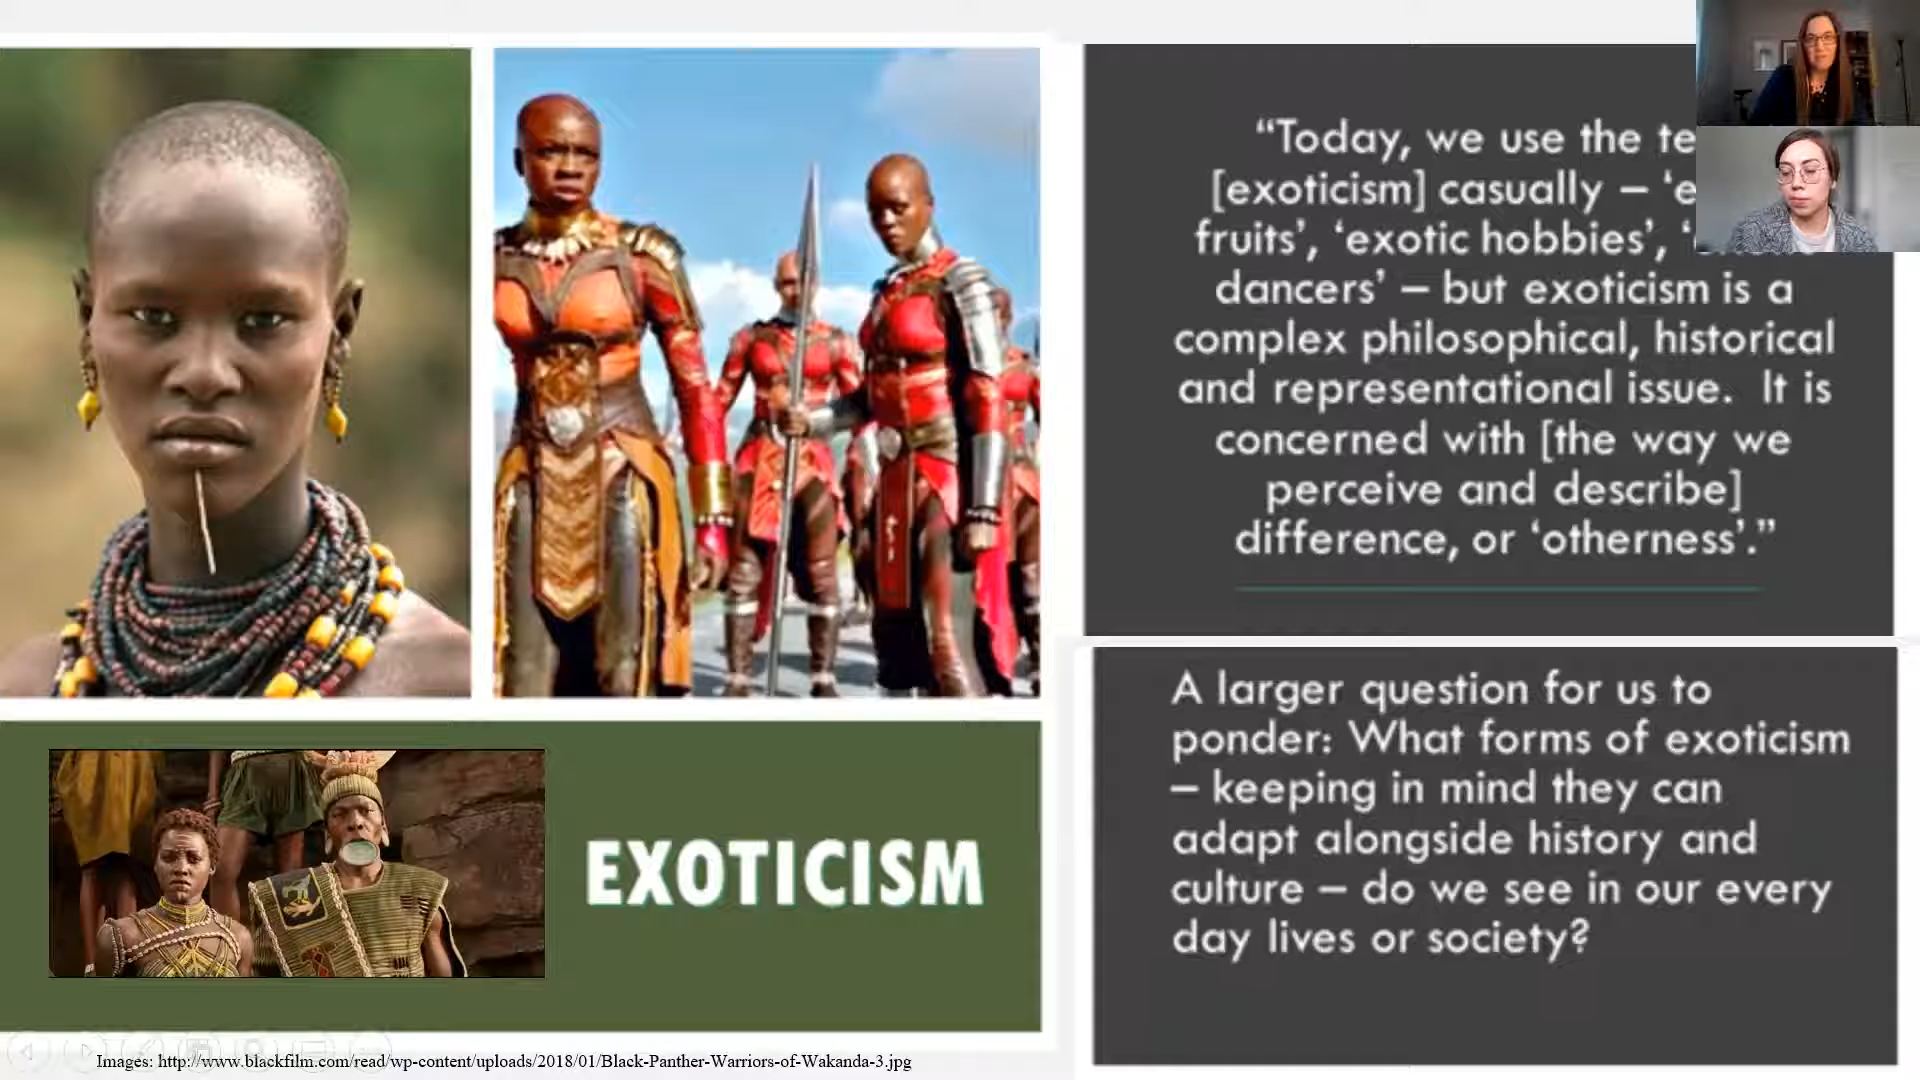 “Today, we use the
[exoticism] casually – ‘
fruits’, ‘exotic hobbies’, ‘
dancers’ – but exoticism is a
complex philosophical, historical
and representational issue. It is
concerned with [the way we
perceive and describe]
difference, or ‘otherness’.”
A larger question for us to
ponder: What forms of exoticism
– keeping in mind they can
adapt alongside history and
culture – do we see in our every
day lives or society?
EXOTICISM
Images: http://www.blackfilm.com/read/wp-content/uploads/2018/01/Black-Panther-Warriors-of-Wakanda-3.jpg